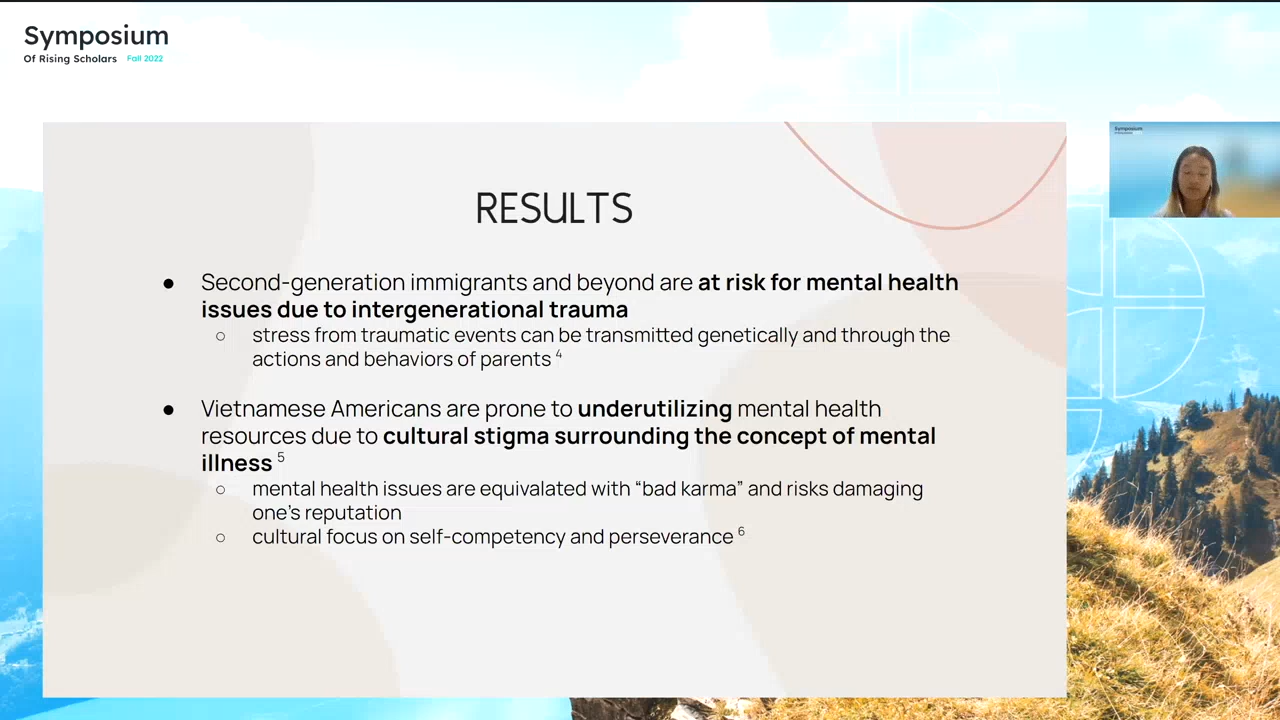 Symposium
Of Rising Scholars Fall 2022
Symposium
RESULTS
● Second-generation immigrants and beyond are at risk for mental health
issues due to intergenerational trauma
○ stress from traumatic events can be transmitted genetically and through the
actions and behaviors of parents 4
● Vietnamese Americans are prone to underutilizing mental health
resources due to cultural stigma surrounding the concept of mental
illness 5
○ mental health issues are equivalated with “bad karma” and risks damaging
one’s reputation
○ cultural focus on self-competency and perseverance 6